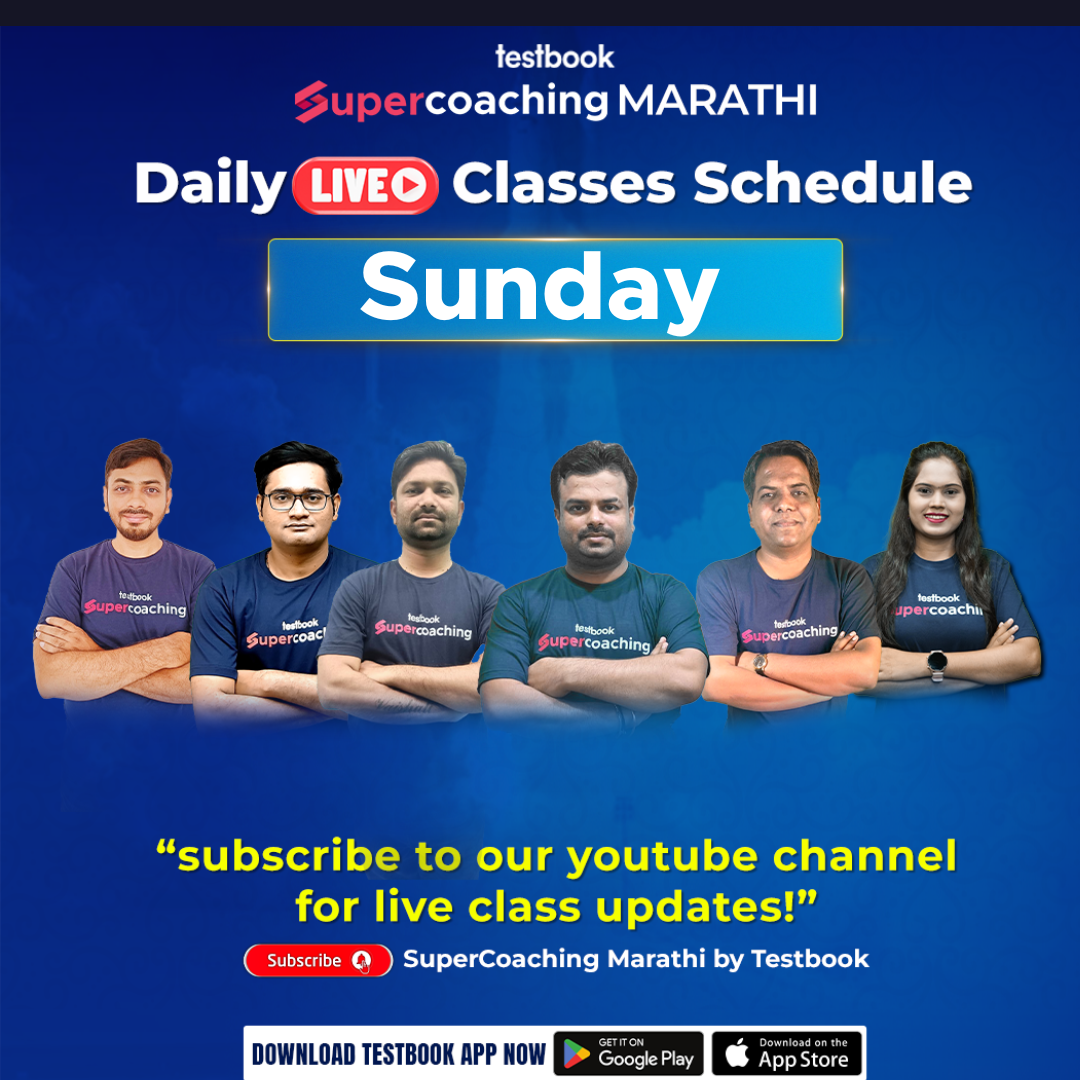 testbook
Supercoaching MARATHI
Daily LIVE Classes Schedule
Sunday
testbook
Supercoaching
testbook
Supercoac
testbook
Supercoaching
testbook
Supercoaching
testbook
Supercoaching
testbook
upercoachi
“subscribe to our youtube channel
for live class updates!”
Subscribe SuperCoaching Marathi by Testbook
DOWNLOAD TESTBOOK APP NOW GET IT ON Google Play Download on the App Store